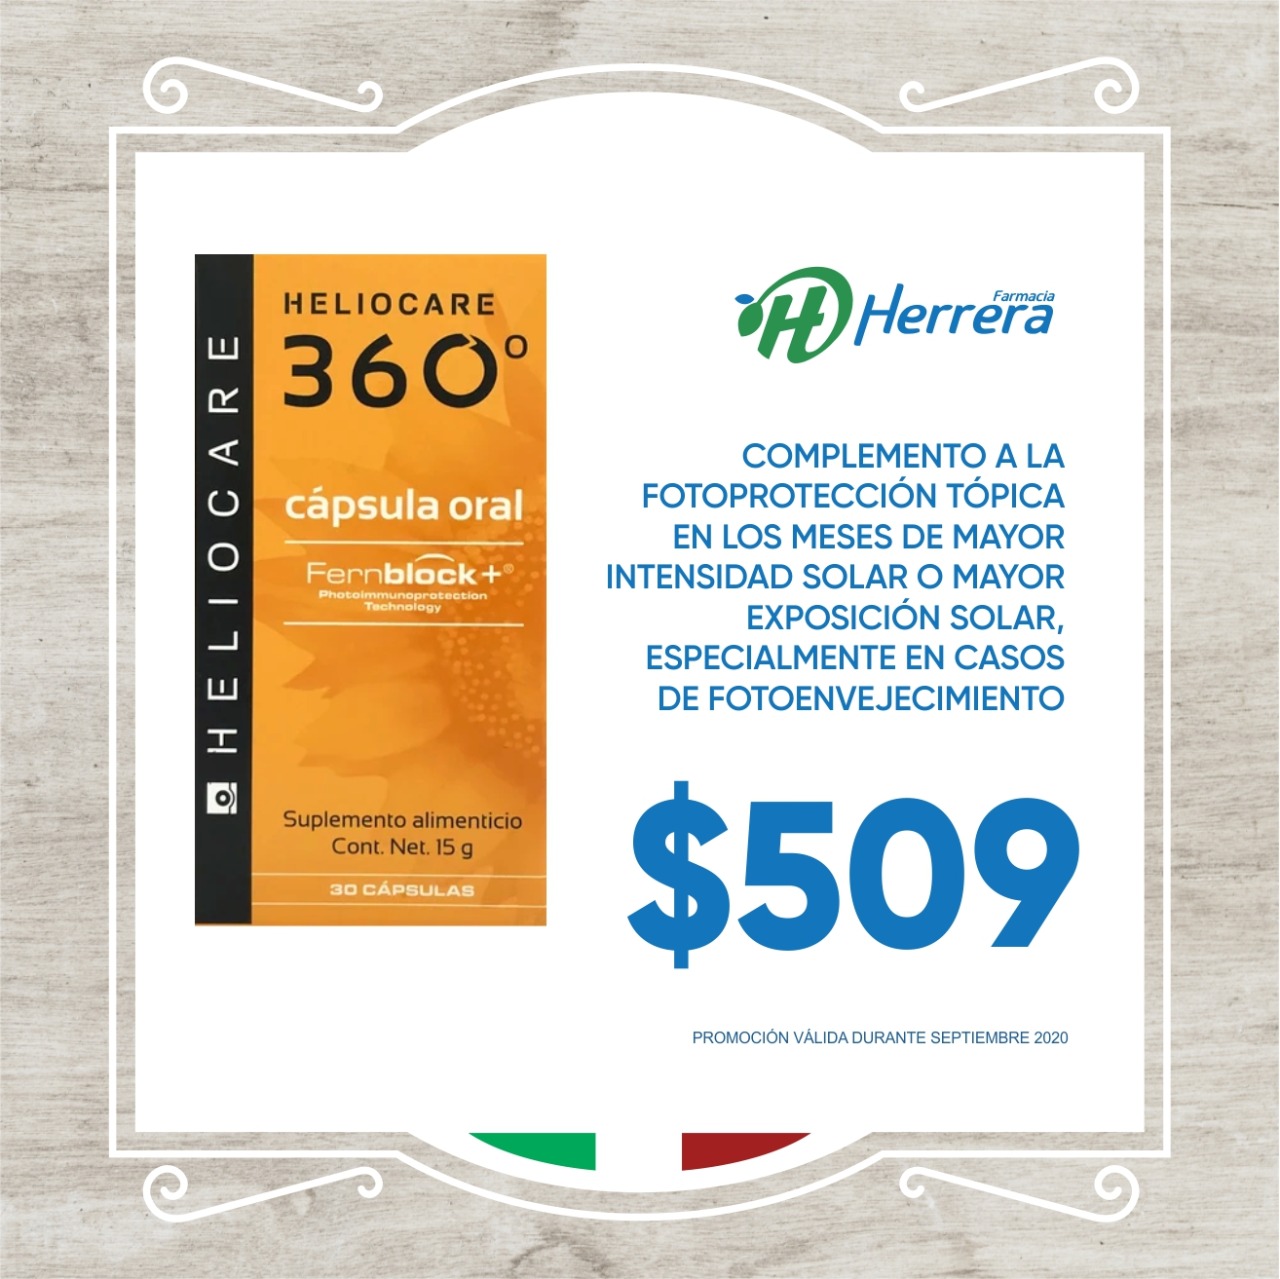 HELIOCARE
HELIOCARE
360º
cápsula oral
Fernblock+®
Photoimmunoprotection
Technology
Suplemento alimenticio
Cont. Net. 15 g
30 CÁPSULAS
H
Farmacia
Herrera
COMPLEMENTO A LA
FOTOPROTECCIÓN TÓPICA
EN LOS MESES DE MAYOR
INTENSIDAD SOLAR O MAYOR
EXPOSICIÓN SOLAR,
ESPECIALMENTE EN CASOS
DE FOTOENVEJECIMIENTO
$509
PROMOCIÓN VÁLIDA DURANTE SEPTIEMBRE 2020